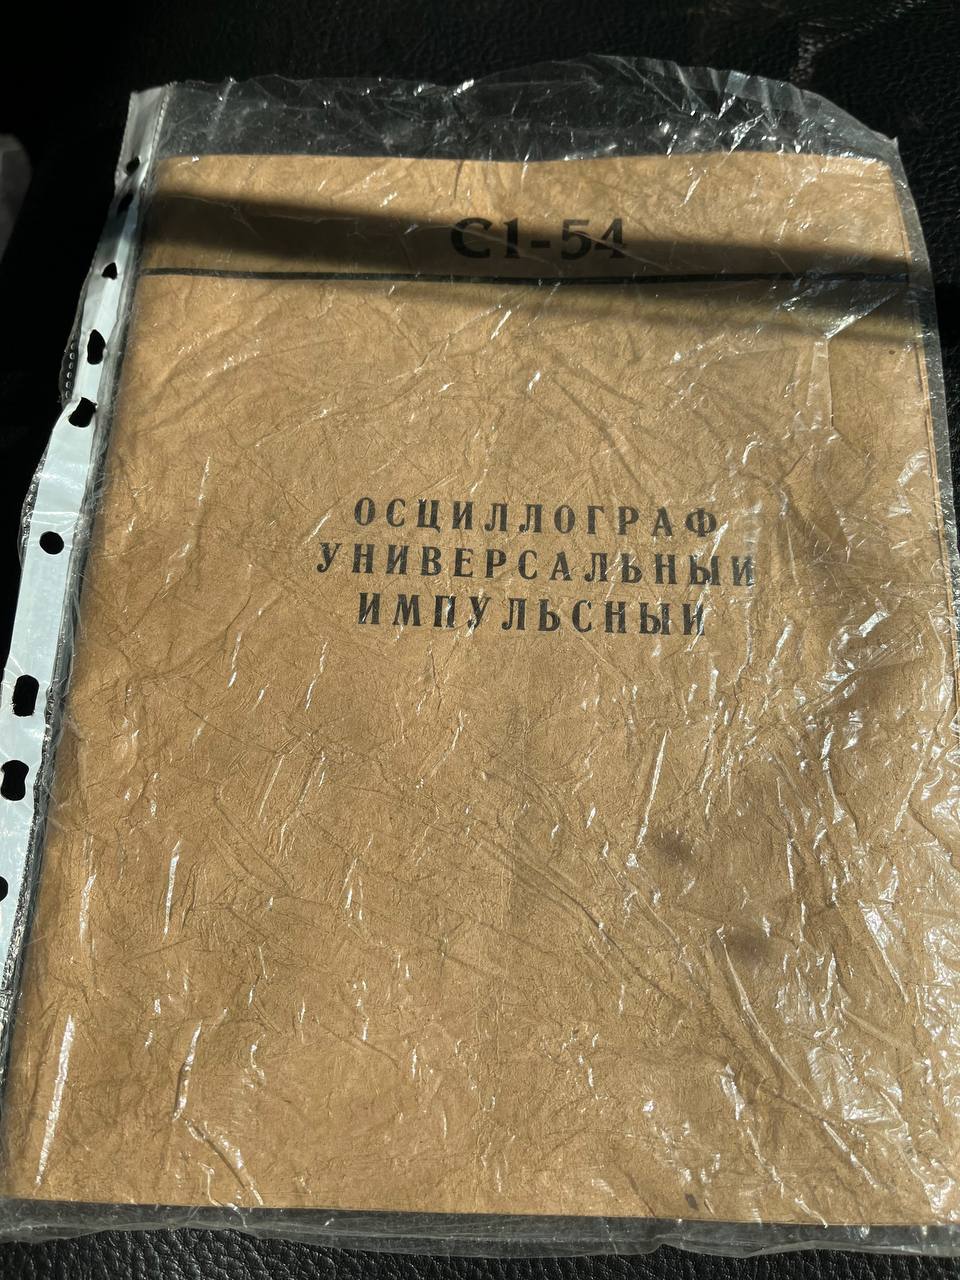 С1-54
ОСЦИЛЛОГРАФ
УНИВЕРСАЛЬНЫЙ
ИМПУЛЬСНЫЙ